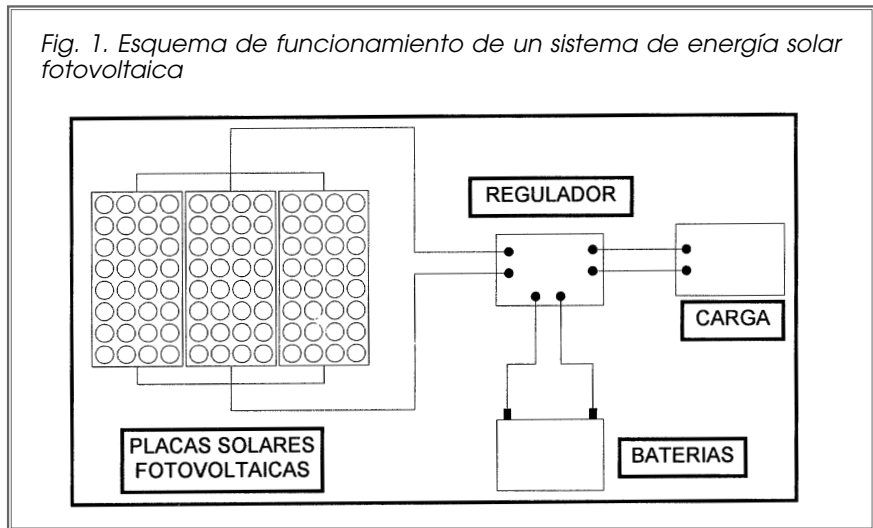 Fig. 1. Esquema de funcionamiento de un sistema de energía solar
fotovoltaica
REGULADOR
CARGA
PLACAS SOLARES
FOTOVOLTAICAS
BATERIAS